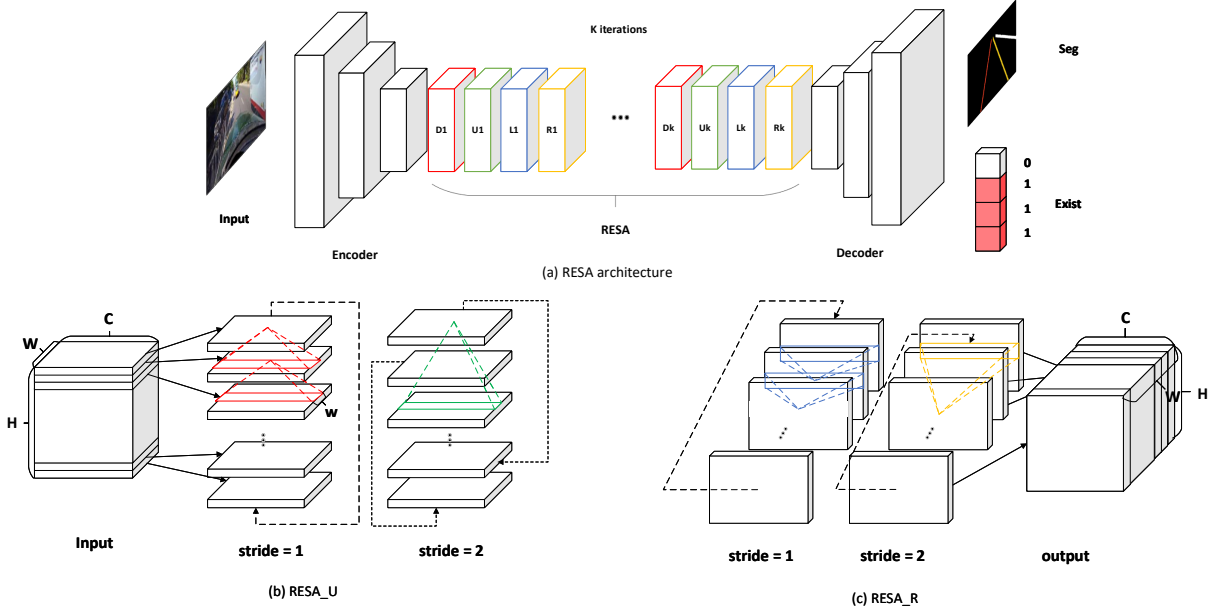 K iterations
Seg
D1 U1 L1 R1 ... Dk Uk Lk Rk
0
1
1
1
Exist
Input
RESA
Encoder
Decoder
(a) RESA architecture
C
W
H
w
...
...
Input
stride = 1
stride = 2
(b) RESA_U
C
W
H
...
...
stride = 1
stride = 2
output
(c) RESA_R